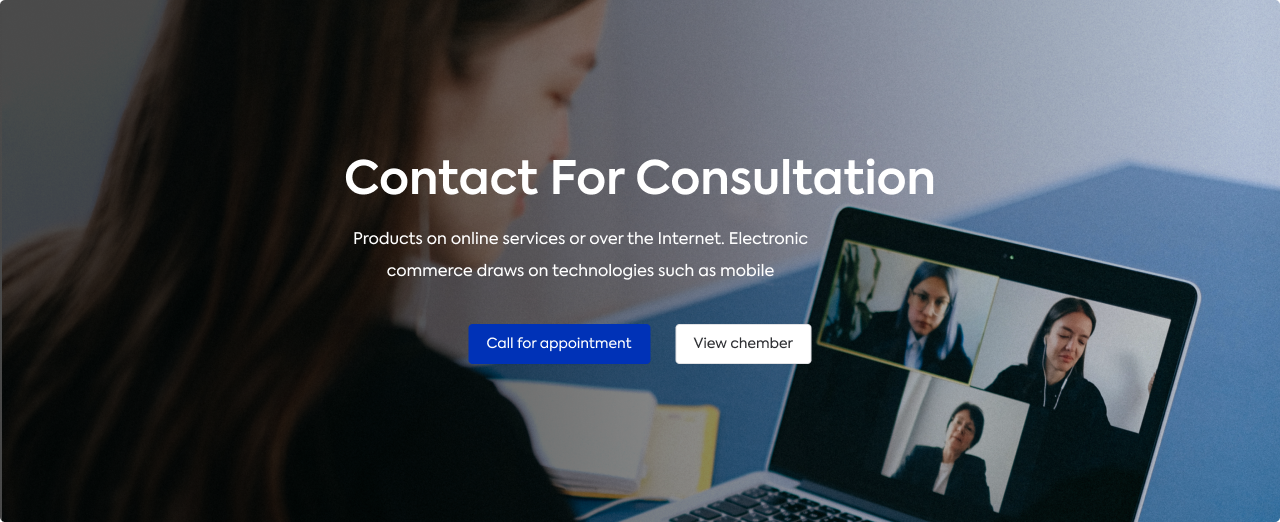 Contact For Consultation
Products on online services or over the Internet. Electronic
commerce draws on technologies such as mobile
Call for appointment
View chember